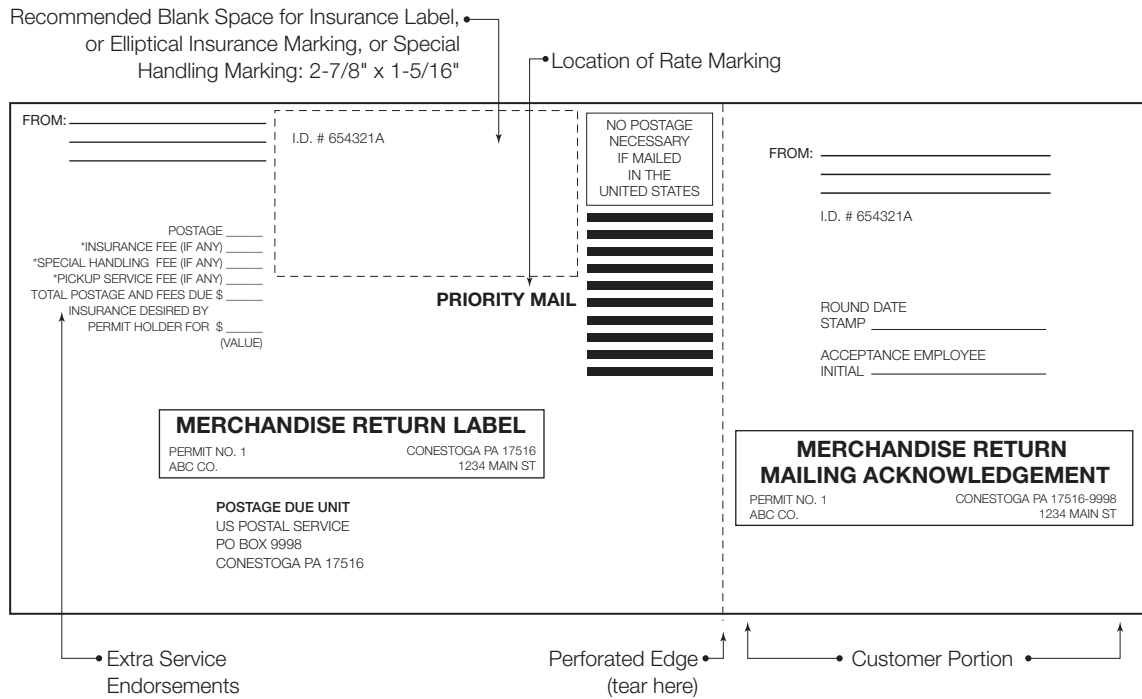 Recommended Blank Space for Insurance Label,
or Elliptical Insurance Marking, or Special
Handling Marking: 2-7/8" x 1-5/16"
Location of Rate Marking
FROM:
I.D. # 654321A
NO POSTAGE
NECESSARY
IF MAILED
IN THE
UNITED STATES
POSTAGE ______
*INSURANCE FEE (IF ANY) ______
*SPECIAL HANDLING FEE (IF ANY) ______
*PICKUP SERVICE FEE (IF ANY) ______
TOTAL POSTAGE AND FEES DUE $ ______
INSURANCE DESIRED BY
PERMIT HOLDER FOR $ ______
(VALUE)
PRIORITY MAIL
MERCHANDISE RETURN LABEL
PERMIT NO. 1 CONESTOGA PA 17516
ABC CO. 1234 MAIN ST
POSTAGE DUE UNIT
US POSTAL SERVICE
PO BOX 9998
CONESTOGA PA 17516
FROM:
I.D. # 654321A
ROUND DATE
STAMP
ACCEPTANCE EMPLOYEE
INITIAL
MERCHANDISE RETURN
MAILING ACKNOWLEDGEMENT
PERMIT NO. 1 CONESTOGA PA 17516-9998
ABC CO. 1234 MAIN ST
Extra Service
Endorsements
Perforated Edge
(tear here)
Customer Portion